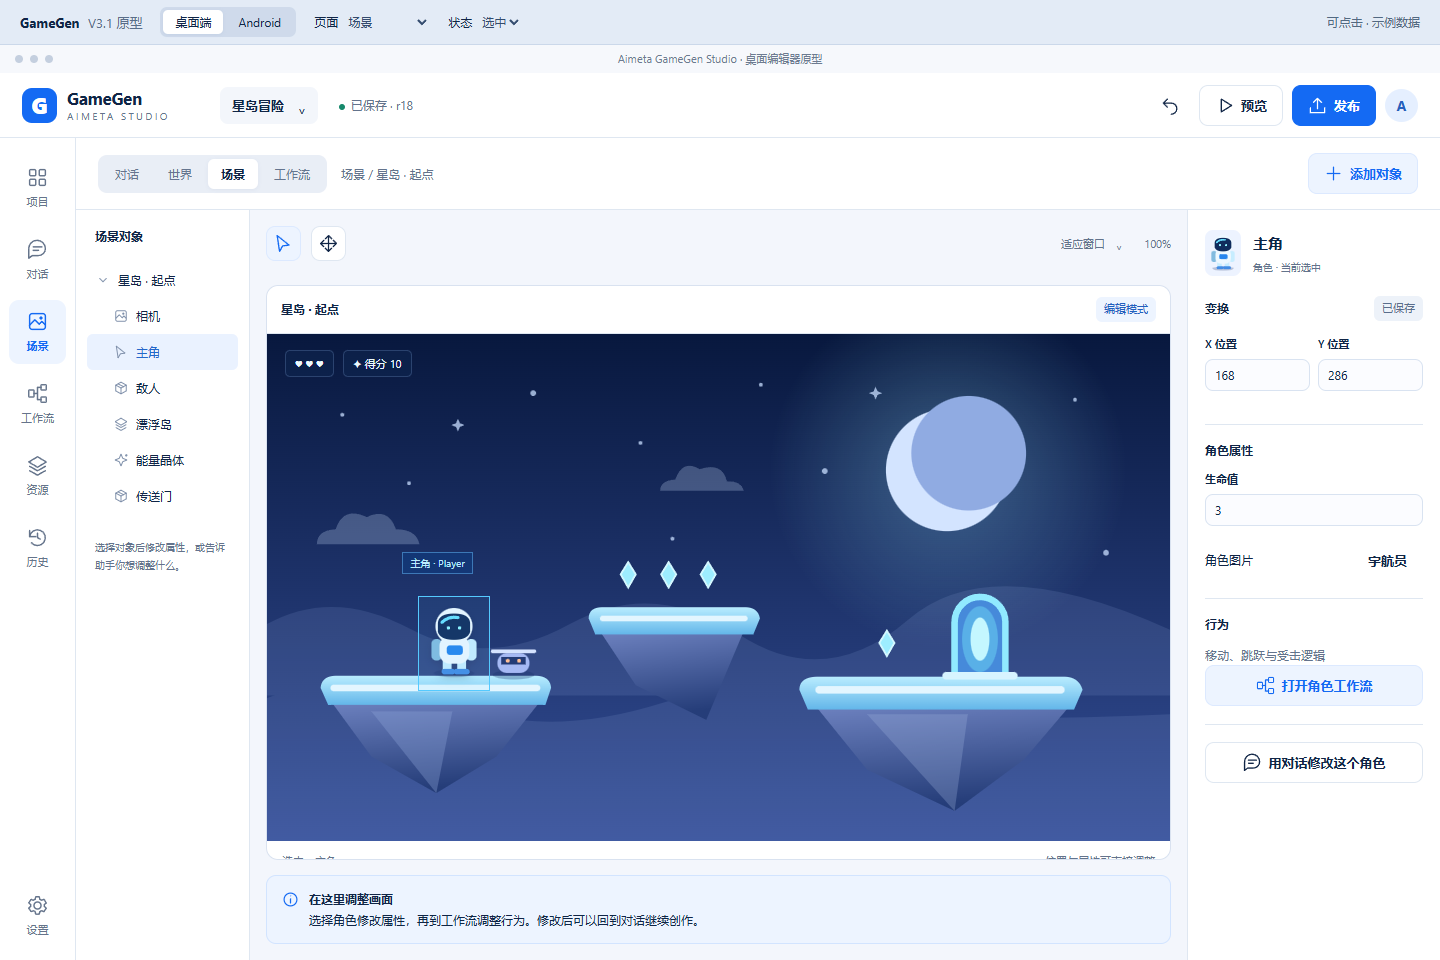 GameGen V3.1 原型 桌面端 Android 页面 场景 状态 选中 可点击 · 示例数据
Aimeta GameGen Studio · 桌面编辑器原型
G GameGen
AIMETA STUDIO
星岛冒险 已保存 · r18 预览 发布 A
对话 世界 场景 工作流 场景 / 星岛 · 起点 添加对象
项目
对话
场景
工作流
资源
历史
设置
场景对象
星岛 · 起点
相机
主角
敌人
漂浮岛
能量晶体
传送门
选择对象后修改属性，或告诉
助手你想调整什么。
适应窗口 100%
星岛 · 起点 编辑模式
得分 10
主角 · Player
在这里调整画面
选择角色修改属性，再到工作流调整行为。修改后可以回到对话继续创作。
主角
角色 · 当前选中
变换 已保存
X 位置 Y 位置
168 286
角色属性
生命值
3
角色图片 宇航员
行为
移动、跳跃与受击逻辑
打开角色工作流
用对话修改这个角色